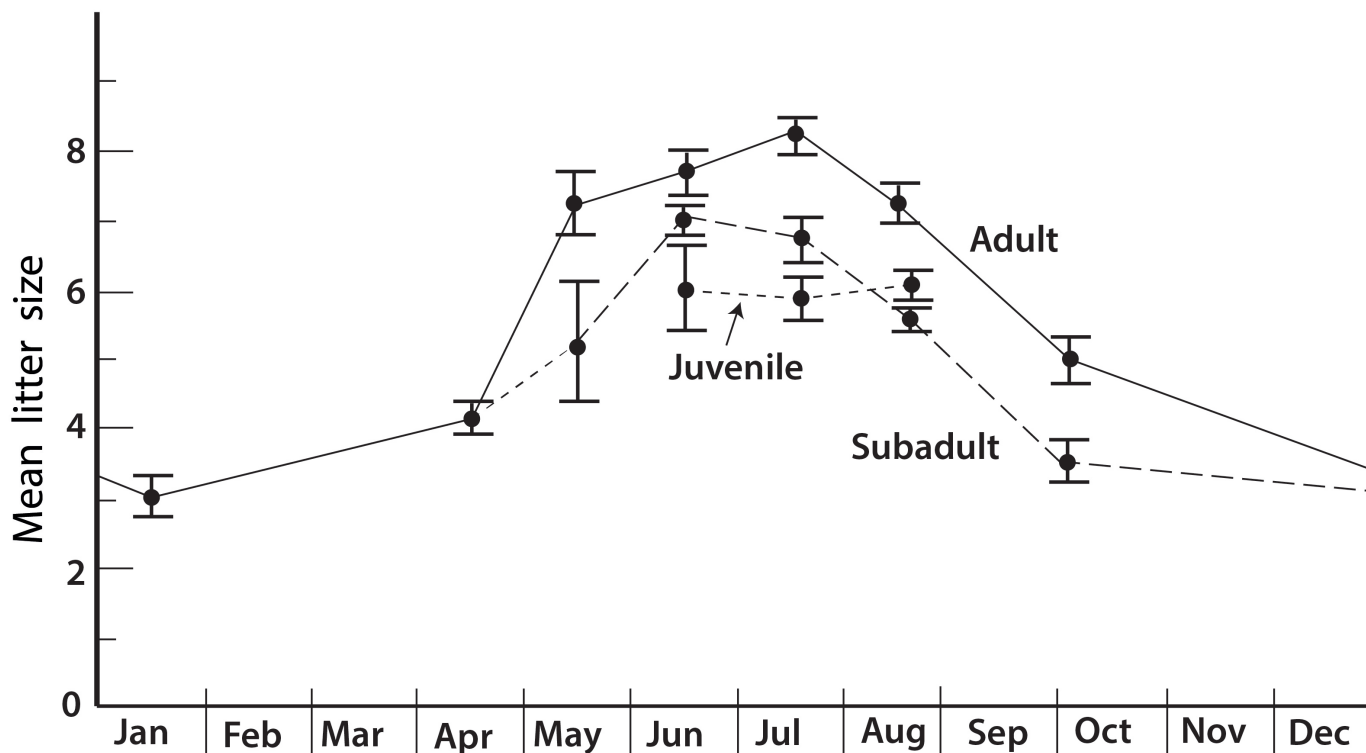 Mean litter size
8
6
4
2
0
Adult
Juvenile
Subadult
Jan Feb Mar Apr May Jun Jul Aug Sep Oct Nov Dec